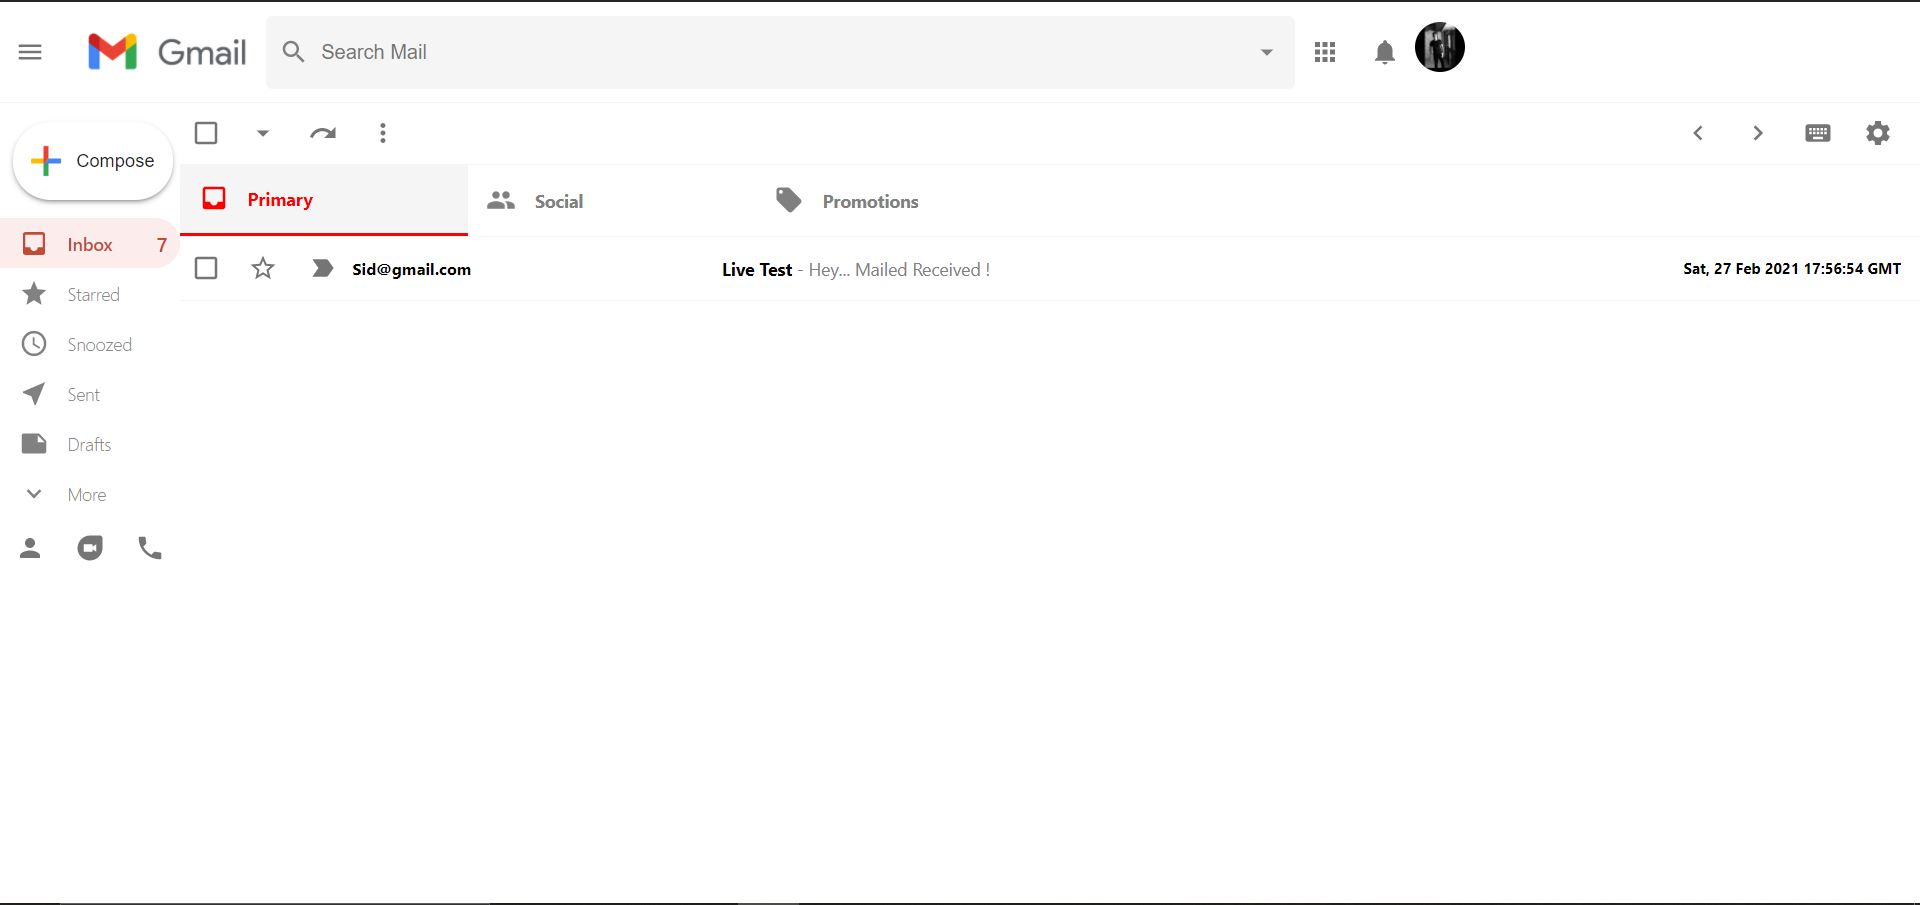 Gmail
Search Mail
Compose
Primary
Social
Promotions
Inbox 7
Sid@gmail.com Live Test - Hey... Mailed Received ! Sat, 27 Feb 2021 17:56:54 GMT
Starred
Snoozed
Sent
Drafts
More